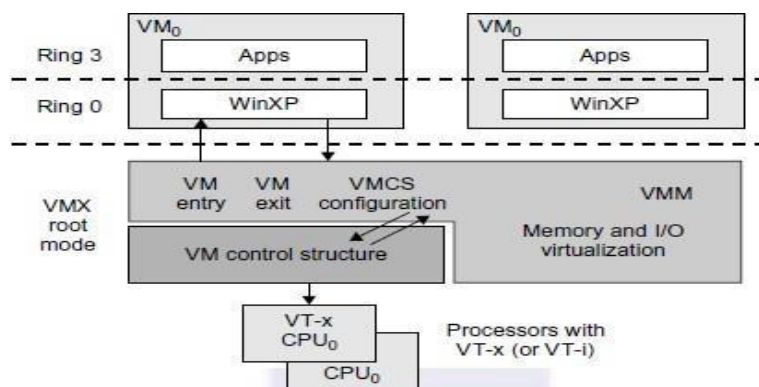 VM0
VM0
Ring 3
Apps
Apps
Ring 0
WinXP
WinXP
VMX
root
mode
VM
entry
VM
exit
VMCS
configuration
VMM
Memory and I/O
virtualization
VM control structure
VT-x
CPU0
CPU0
Processors with
VT-x (or VT-i)